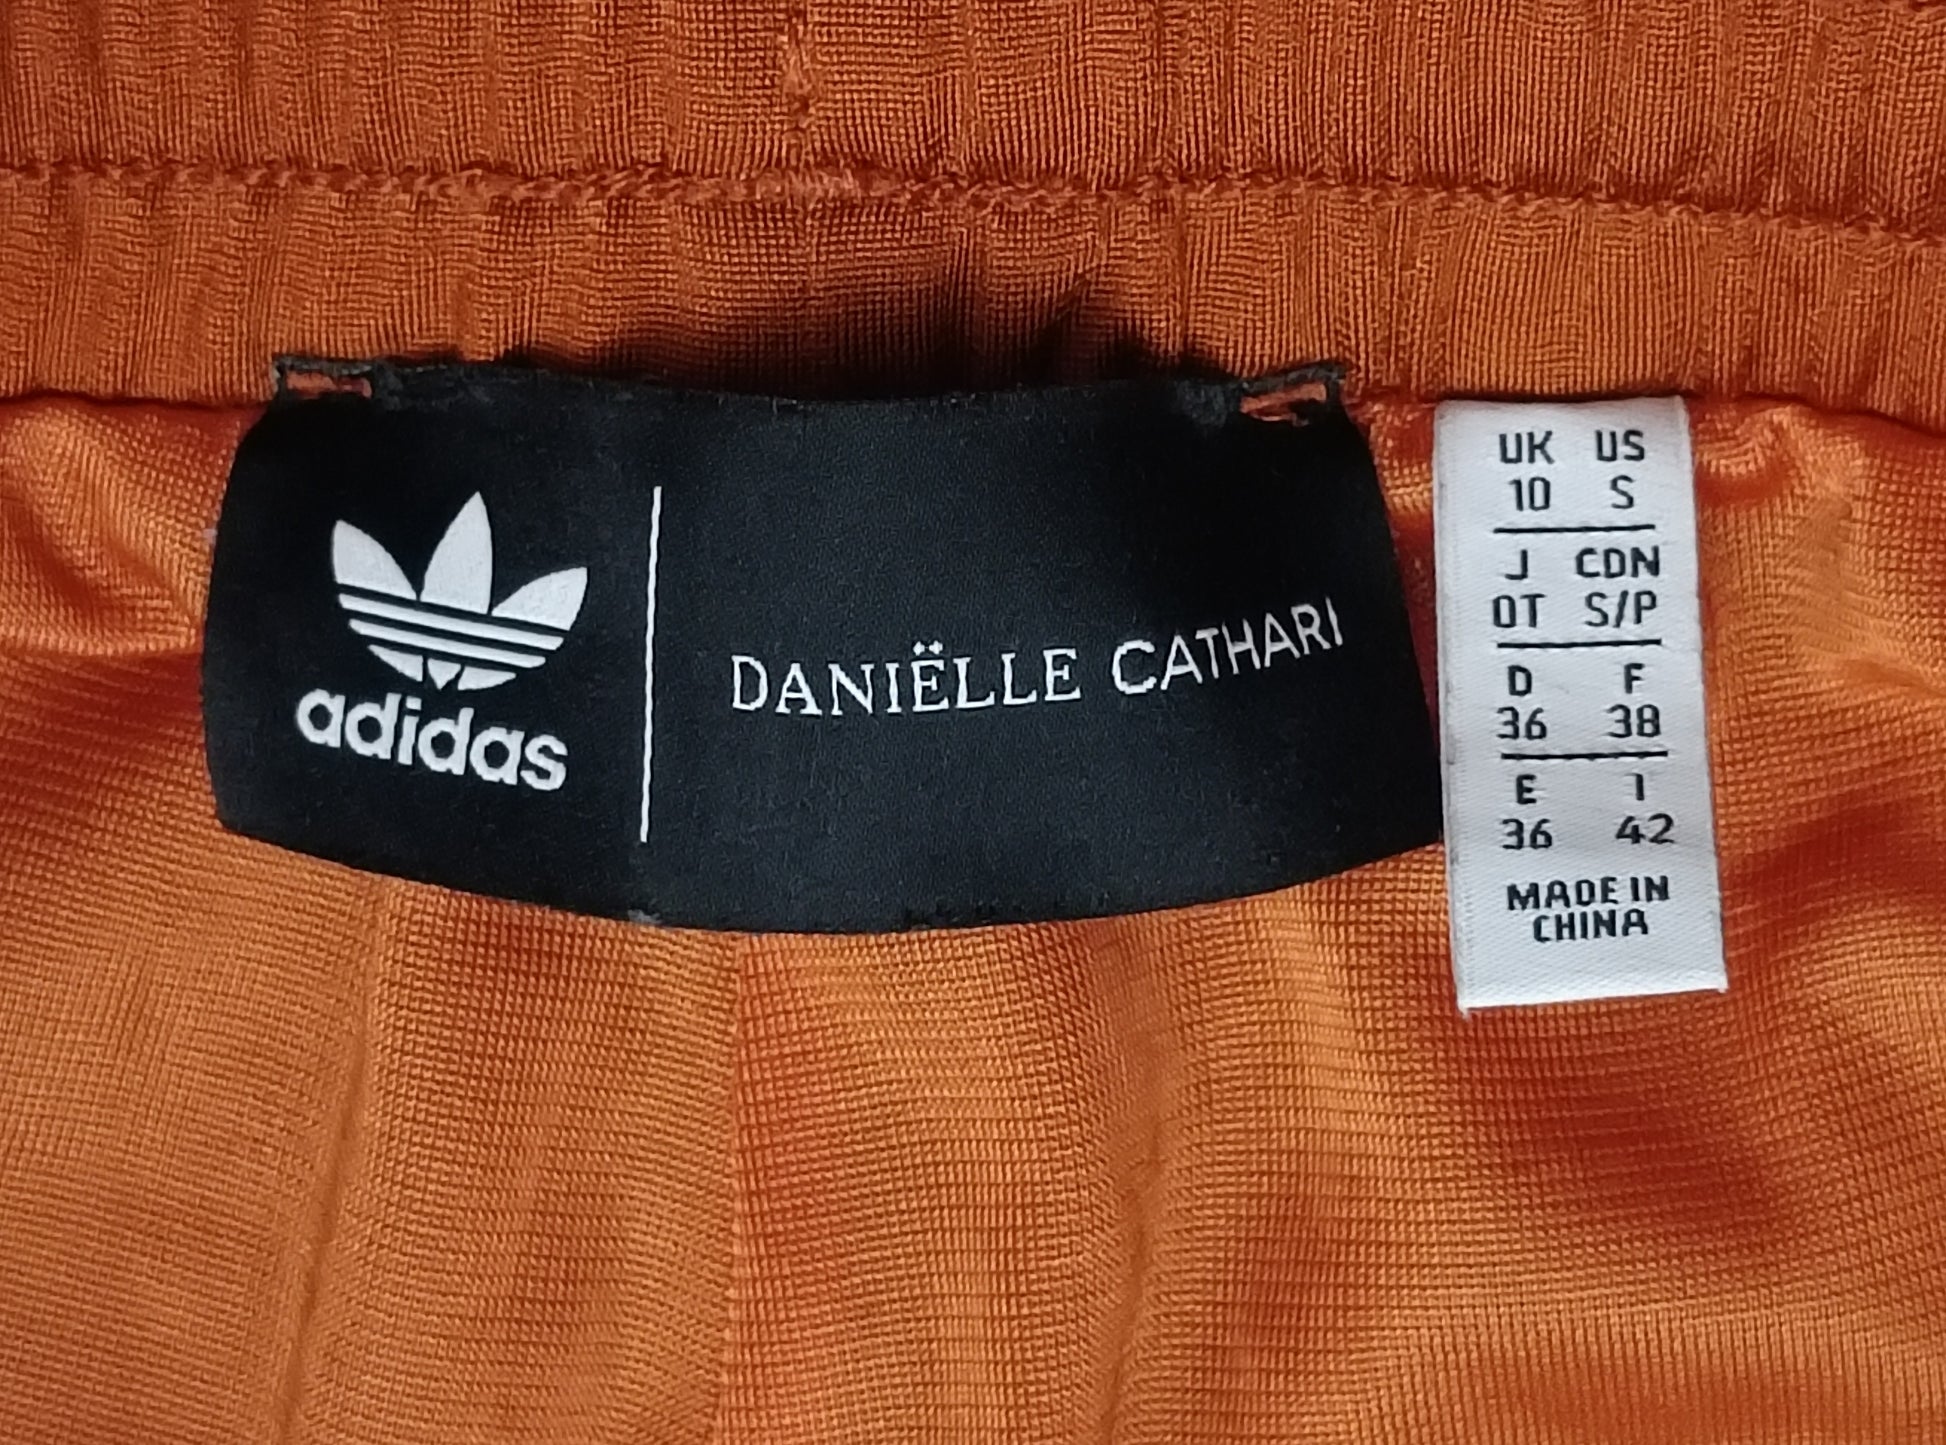 adidas
DANIËLLE CATHARI
UK US
10 S
J CDN
OT S/P
D F
36 38
E I
36 42
MADE IN
CHINA